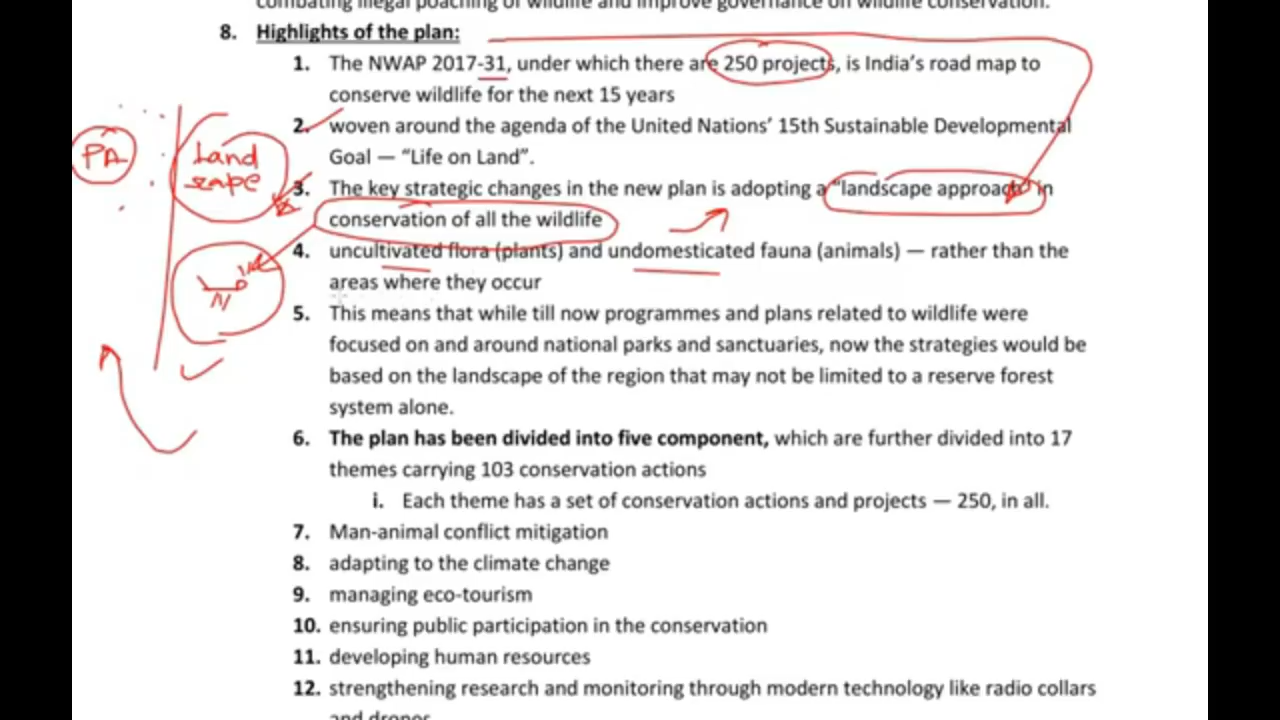 combating illegal poaching of wildlife and improve governance on wildlife conservation.
8. Highlights of the plan:
1. The NWAP 2017-31, under which there are 250 projects, is India's road map to
conserve wildlife for the next 15 years
2. woven around the agenda of the United Nations' 15th Sustainable Developmental
Goal — "Life on Land".
PA
Land
scape
3. The key strategic changes in the new plan is adopting a "landscape approach" in
conservation of all the wildlife
4. uncultivated flora (plants) and undomesticated fauna (animals) — rather than the
areas where they occur
5. This means that while till now programmes and plans related to wildlife were
focused on and around national parks and sanctuaries, now the strategies would be
based on the landscape of the region that may not be limited to a reserve forest
system alone.
6. The plan has been divided into five component, which are further divided into 17
themes carrying 103 conservation actions
i. Each theme has a set of conservation actions and projects — 250, in all.
7. Man-animal conflict mitigation
8. adapting to the climate change
9. managing eco-tourism
10. ensuring public participation in the conservation
11. developing human resources
12. strengthening research and monitoring through modern technology like radio collars
and drones